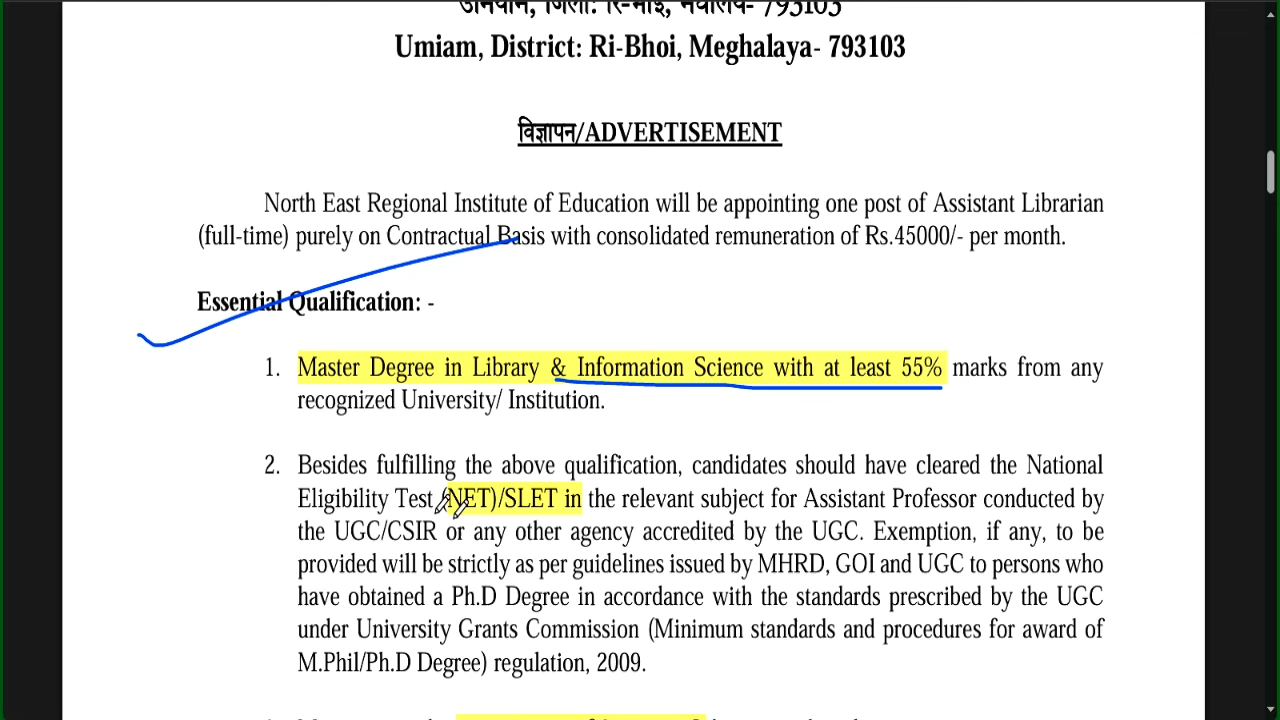 793103
Umiam, District: Ri-Bhoi, Meghalaya- 793103
विज्ञापन/ADVERTISEMENT
North East Regional Institute of Education will be appointing one post of Assistant Librarian
(full-time) purely on Contractual Basis with consolidated remuneration of Rs.45000/- per month.
Essential Qualification: -
1. Master Degree in Library & Information Science with at least 55% marks from any
recognized University/ Institution.
2. Besides fulfilling the above qualification, candidates should have cleared the National
Eligibility Test (NET)/SLET in the relevant subject for Assistant Professor conducted by
the UGC/CSIR or any other agency accredited by the UGC. Exemption, if any, to be
provided will be strictly as per guidelines issued by MHRD, GOI and UGC to persons who
have obtained a Ph.D Degree in accordance with the standards prescribed by the UGC
under University Grants Commission (Minimum standards and procedures for award of
M.Phil/Ph.D Degree) regulation, 2009.